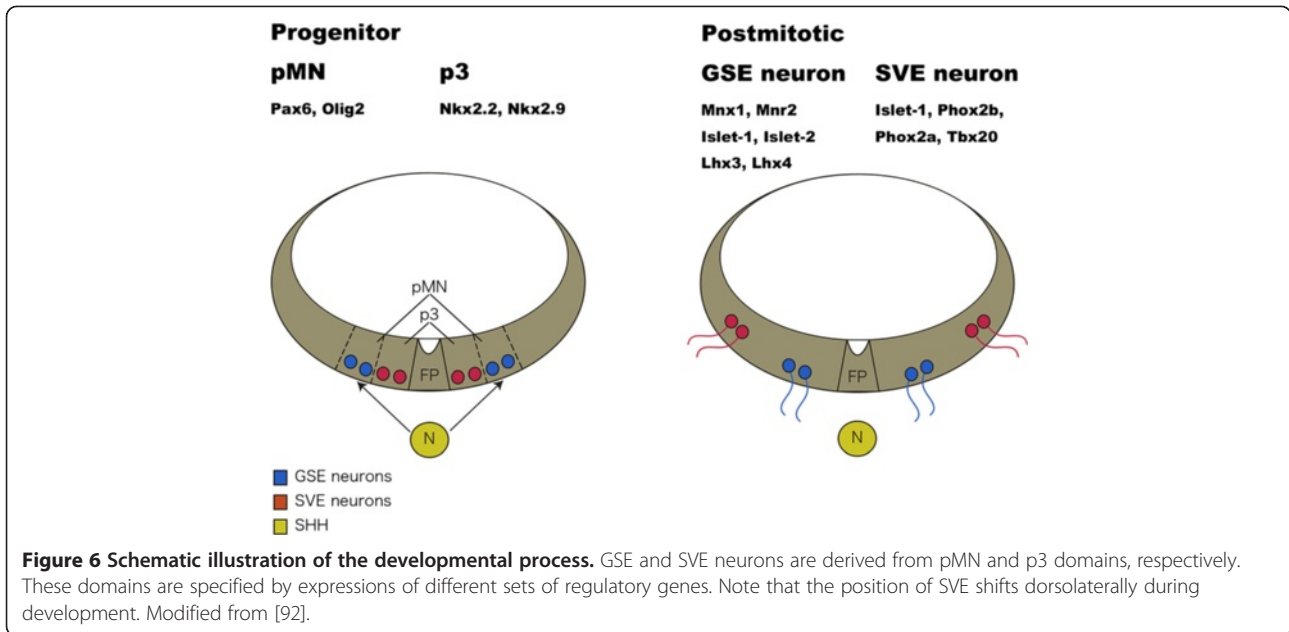 Progenitor
pMN
p3
Pax6, Olig2
Nkx2.2, Nkx2.9
Postmitotic
GSE neuron
SVE neuron
Mnx1, Mnr2
Islet-1, Islet-2
Lhx3, Lhx4
Islet-1, Phox2b,
Phox2a, Tbx20
pMN
p3
FP
N
FP
N
GSE neurons
SVE neurons
SHH
Figure 6 Schematic illustration of the developmental process. GSE and SVE neurons are derived from pMN and p3 domains, respectively.
These domains are specified by expressions of different sets of regulatory genes. Note that the position of SVE shifts dorsolaterally during
development. Modified from [92].